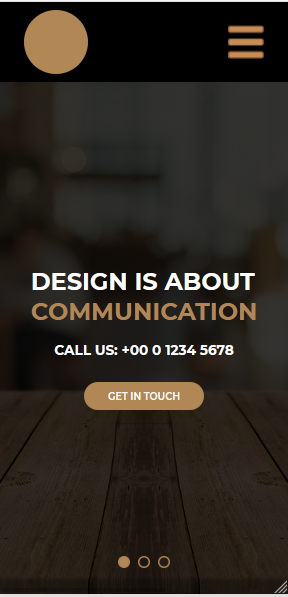 DESIGN IS ABOUT
COMMUNICATION
CALL US: +00 0 1234 5678
GET IN TOUCH